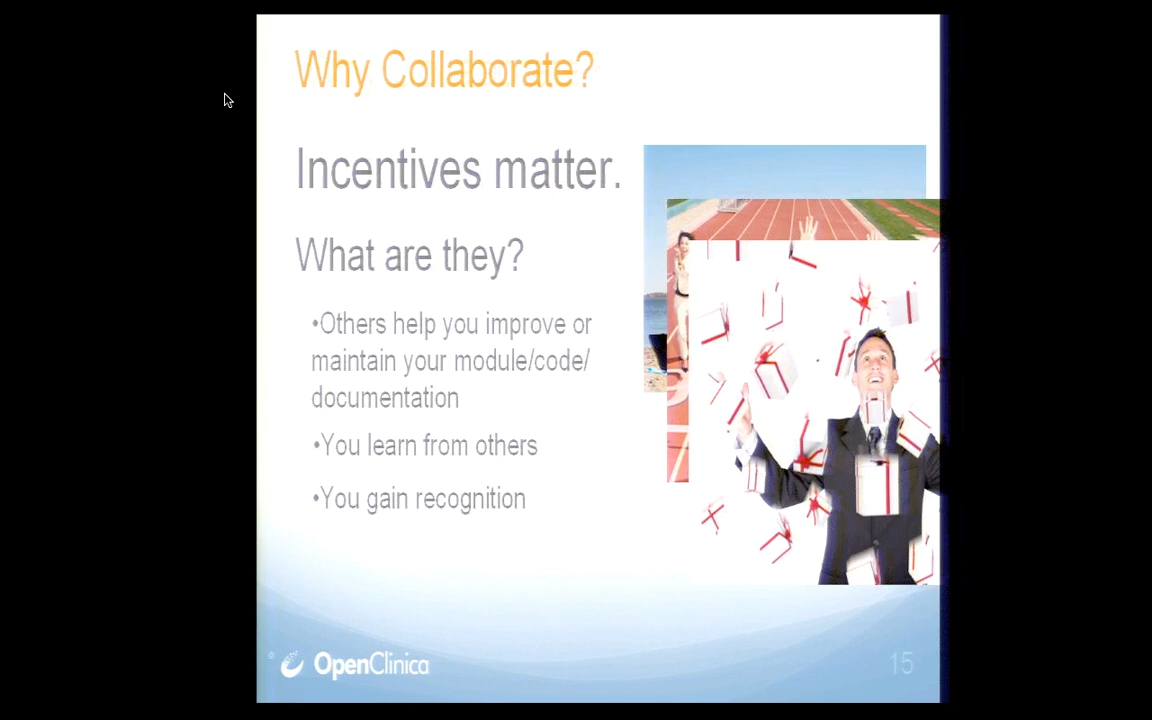 Why Collaborate?
Incentives matter.
What are they?
•Others help you improve or
maintain your module/code/
documentation
•You learn from others
•You gain recognition
OpenClinica
15